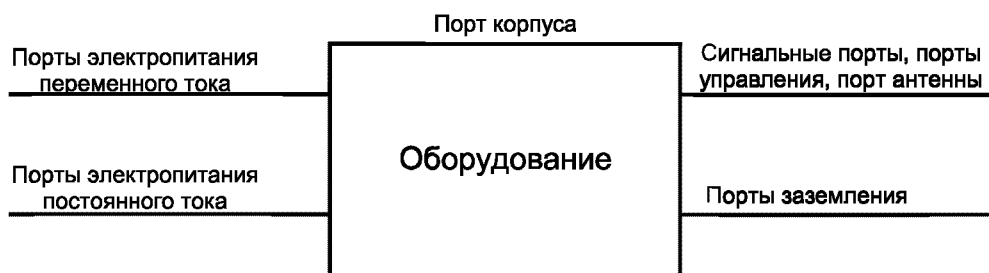 Порт корпуса
Порты электропитания
переменного тока
Сигнальные порты, порты
управления, порт антенны
Оборудование
Порты электропитания
постоянного тока
Порты заземления